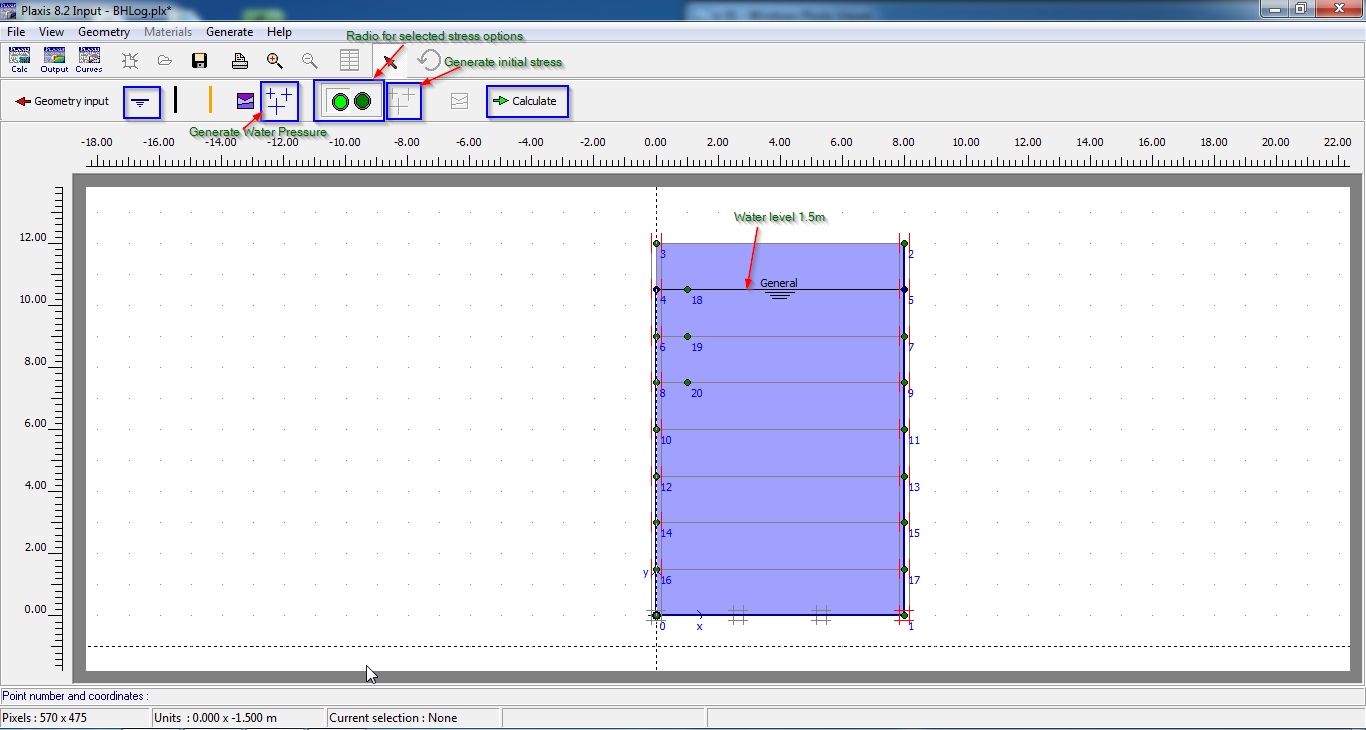 Plaxis 8.2 Input - BHLog.plx*
File View Geometry Materials Generate Help
Radio for selected stress options
Calc Output Curves
Generate initial stress
Geometry input
Calculate
Generate Water Pressure
-18.00 -16.00 -14.00 -12.00 -10.00 -8.00 -6.00 -4.00 -2.00 0.00 2.00 4.00 6.00 8.00 10.00 12.00 14.00 16.00 18.00 20.00 22.00
Water level 1.5m
12.00
3 2
General
10.00
4 18 5
6 19 7
8.00
8 20 9
6.00
10 11
4.00
12 13
14 15
2.00
y
16 17
0.00
0 x 1
Point number and coordinates :
Pixels : 570 x 475 Units : 0.000 x -1.500 m Current selection : None